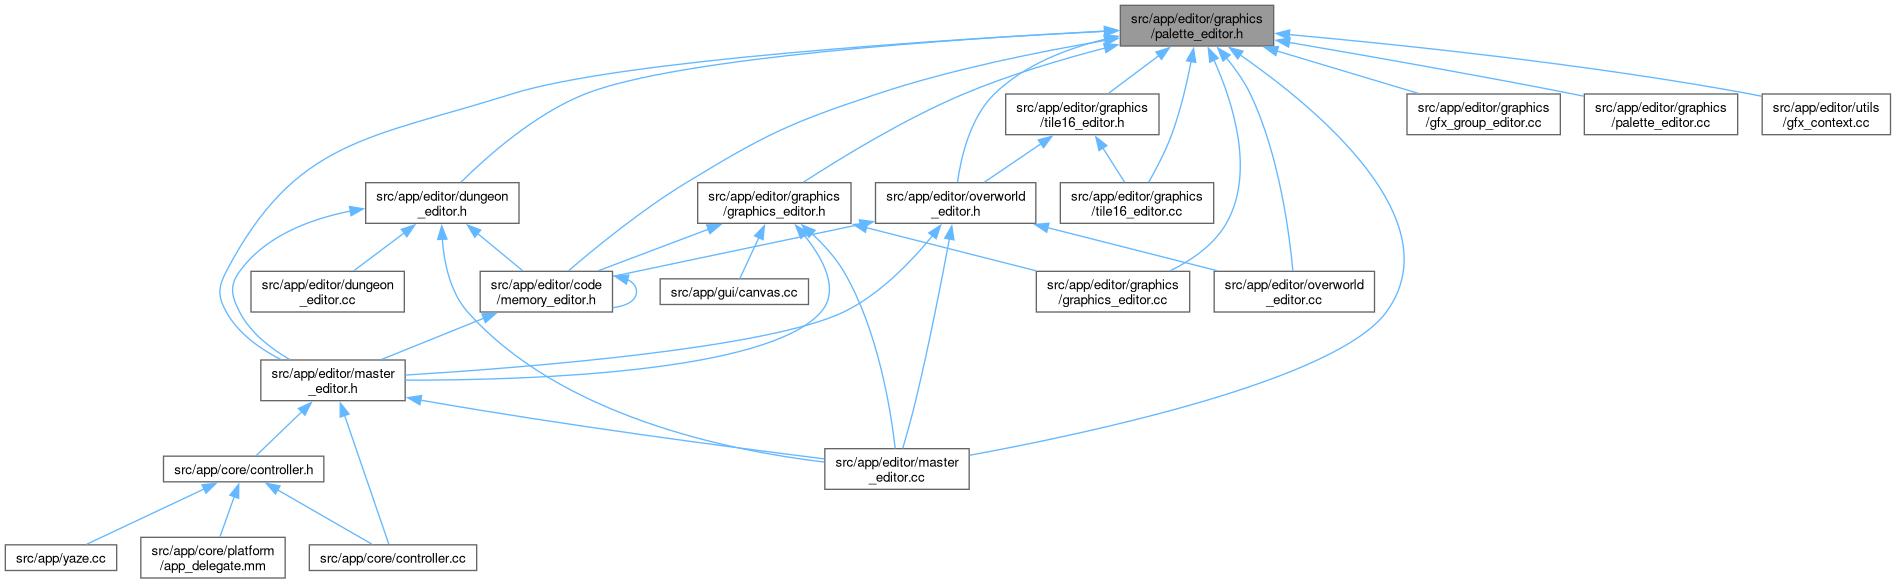 src/app/editor/graphics
/palette_editor.h
src/app/editor/graphics
/tile16_editor.h
src/app/editor/graphics
/gfx_group_editor.cc
src/app/editor/graphics
/palette_editor.cc
src/app/editor/utils
/gfx_context.cc
src/app/editor/dungeon
_editor.h
src/app/editor/graphics
/graphics_editor.h
src/app/editor/overworld
_editor.h
src/app/editor/graphics
/tile16_editor.cc
src/app/editor/dungeon
_editor.cc
src/app/editor/code
/memory_editor.h
src/app/gui/canvas.cc
src/app/editor/graphics
/graphics_editor.cc
src/app/editor/overworld
_editor.cc
src/app/editor/master
_editor.h
src/app/core/controller.h
src/app/editor/master
_editor.cc
src/app/yaze.cc
src/app/core/platform
/app_delegate.mm
src/app/core/controller.cc